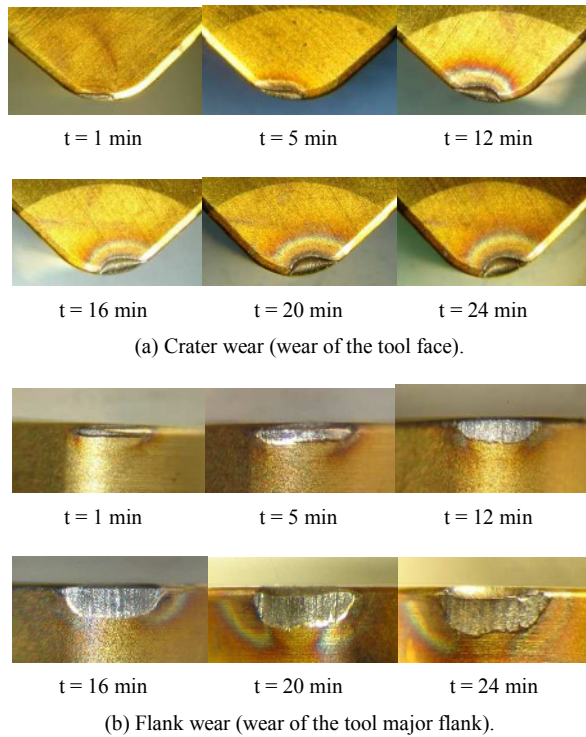 t = 1 min t = 5 min t = 12 min
t = 16 min t = 20 min t = 24 min
(a) Crater wear (wear of the tool face).
t = 1 min t = 5 min t = 12 min
t = 16 min t = 20 min t = 24 min
(b) Flank wear (wear of the tool major flank).